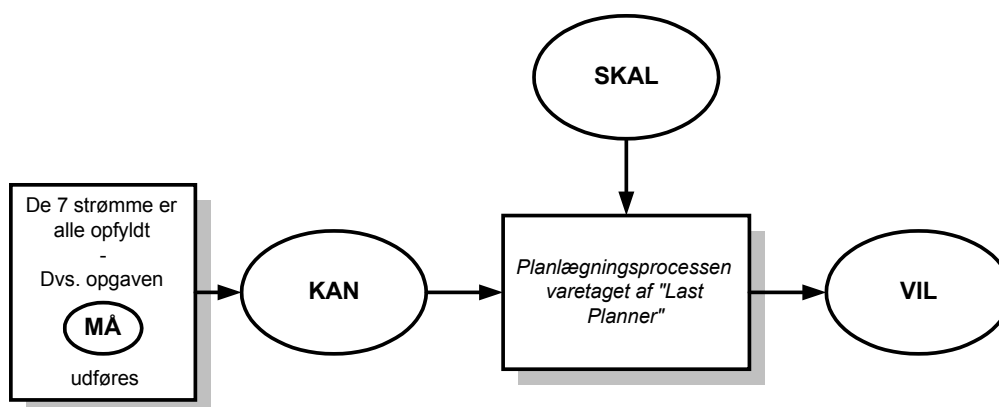 SKAL
De 7 strømme er
alle opfyldt
-
Dvs. opgaven
MÅ
udføres
KAN
Planlægningsprocessen
varetaget af "Last
Planner"
VIL